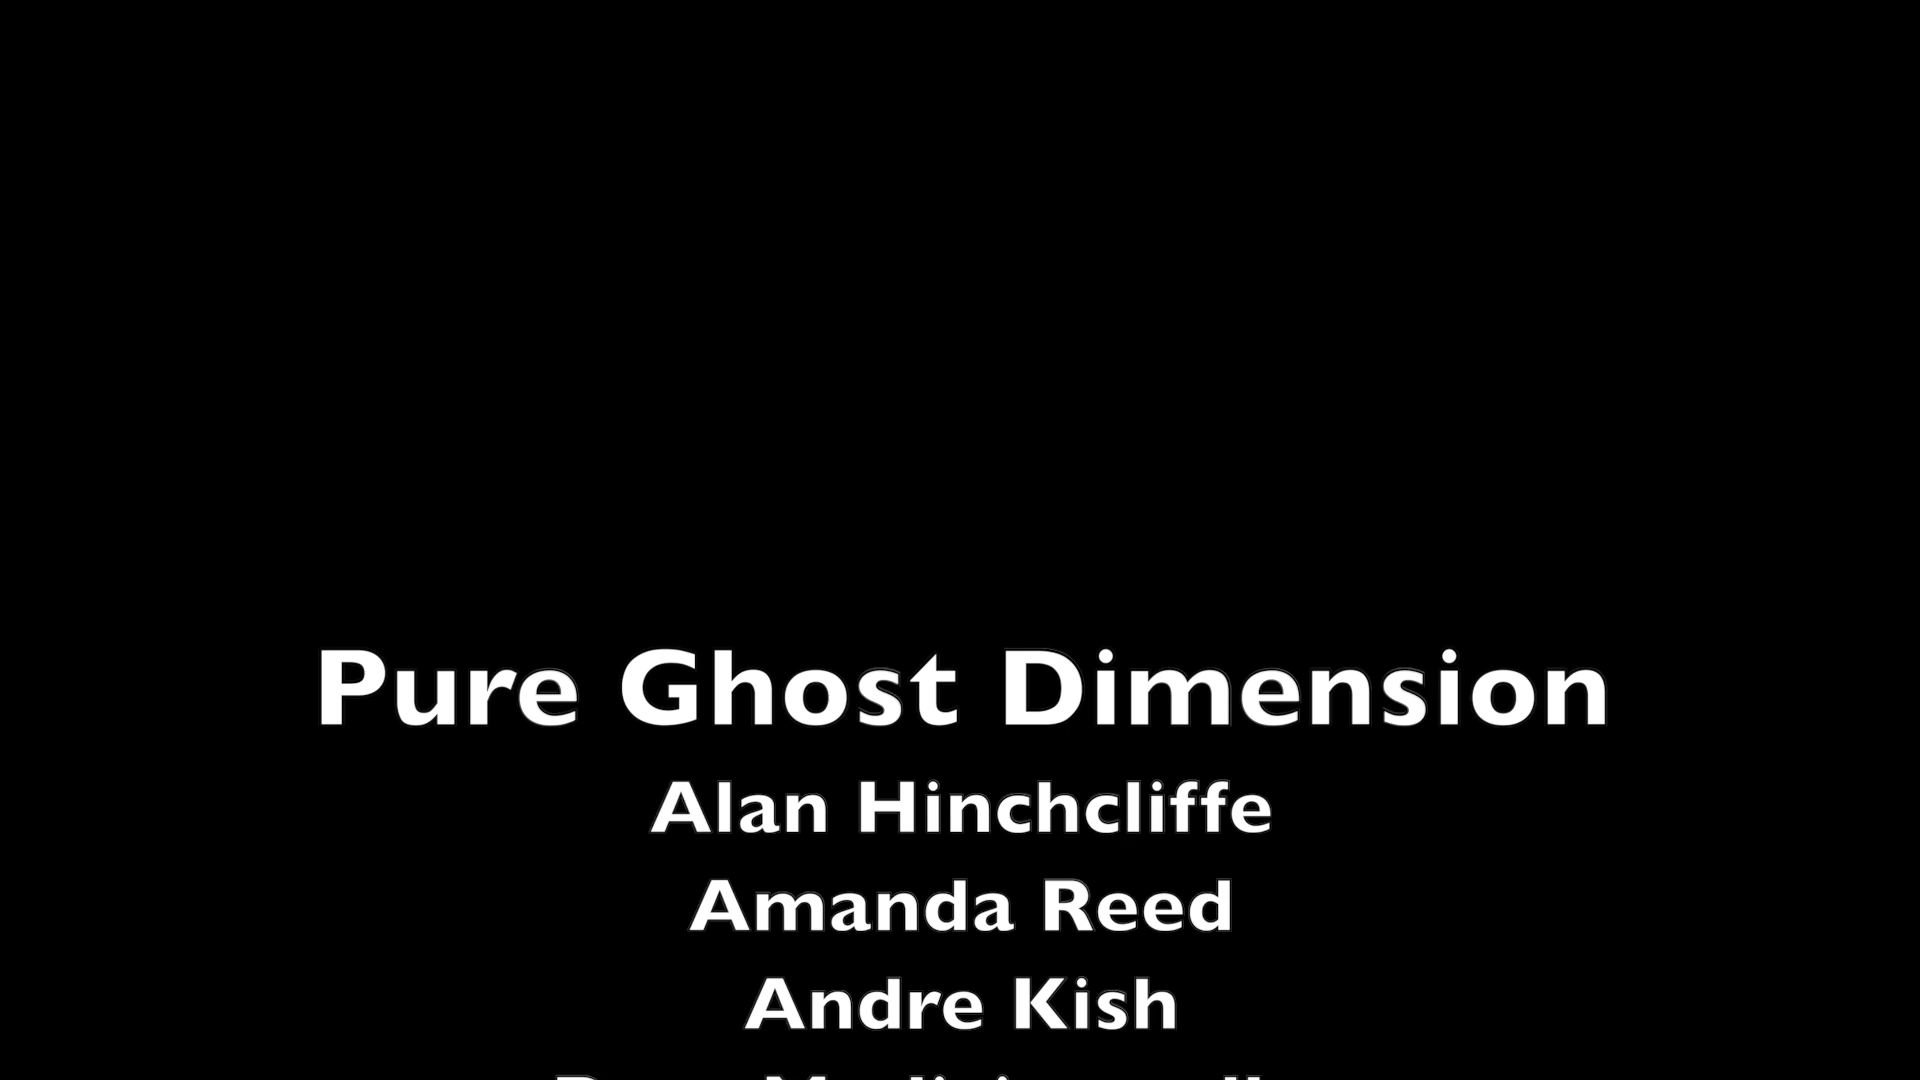 Pure Ghost Dimension
Alan Hinchcliffe
Amanda Reed
Andre Kish